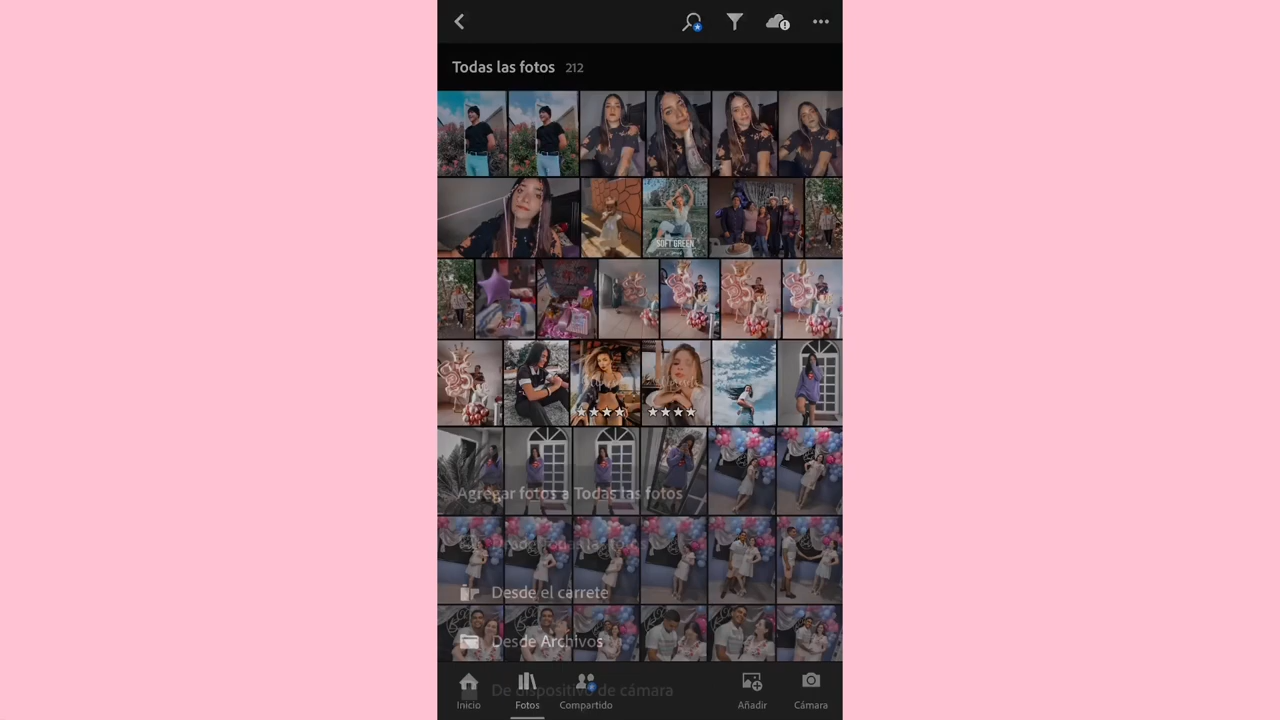 Todas las fotos 212
SOFT GREEN
Agregar fotos a Todas las fotos
Desde el carrete
Desde Archivos
De dispositivo de cámara
Inicio
Fotos
Compartido
Añadir
Cámara